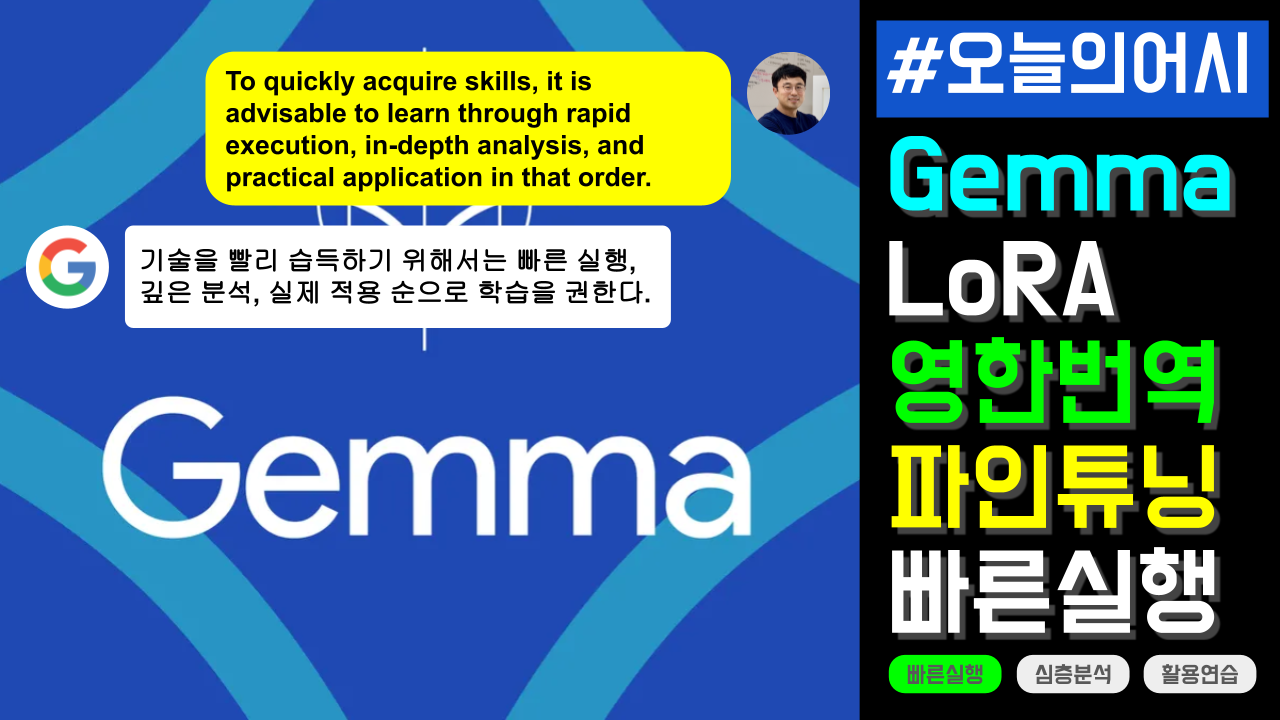 To quickly acquire skills, it is
advisable to learn through rapid
execution, in-depth analysis, and
practical application in that order.
기술을 빨리 습득하기 위해서는 빠른 실행,
깊은 분석, 실제 적용 순으로 학습을 권한다.
Gemma
#오늘의어시
Gemma
LoRA
영한번역
파인튜닝
빠른실행
빠른실행 심층분석 활용연습